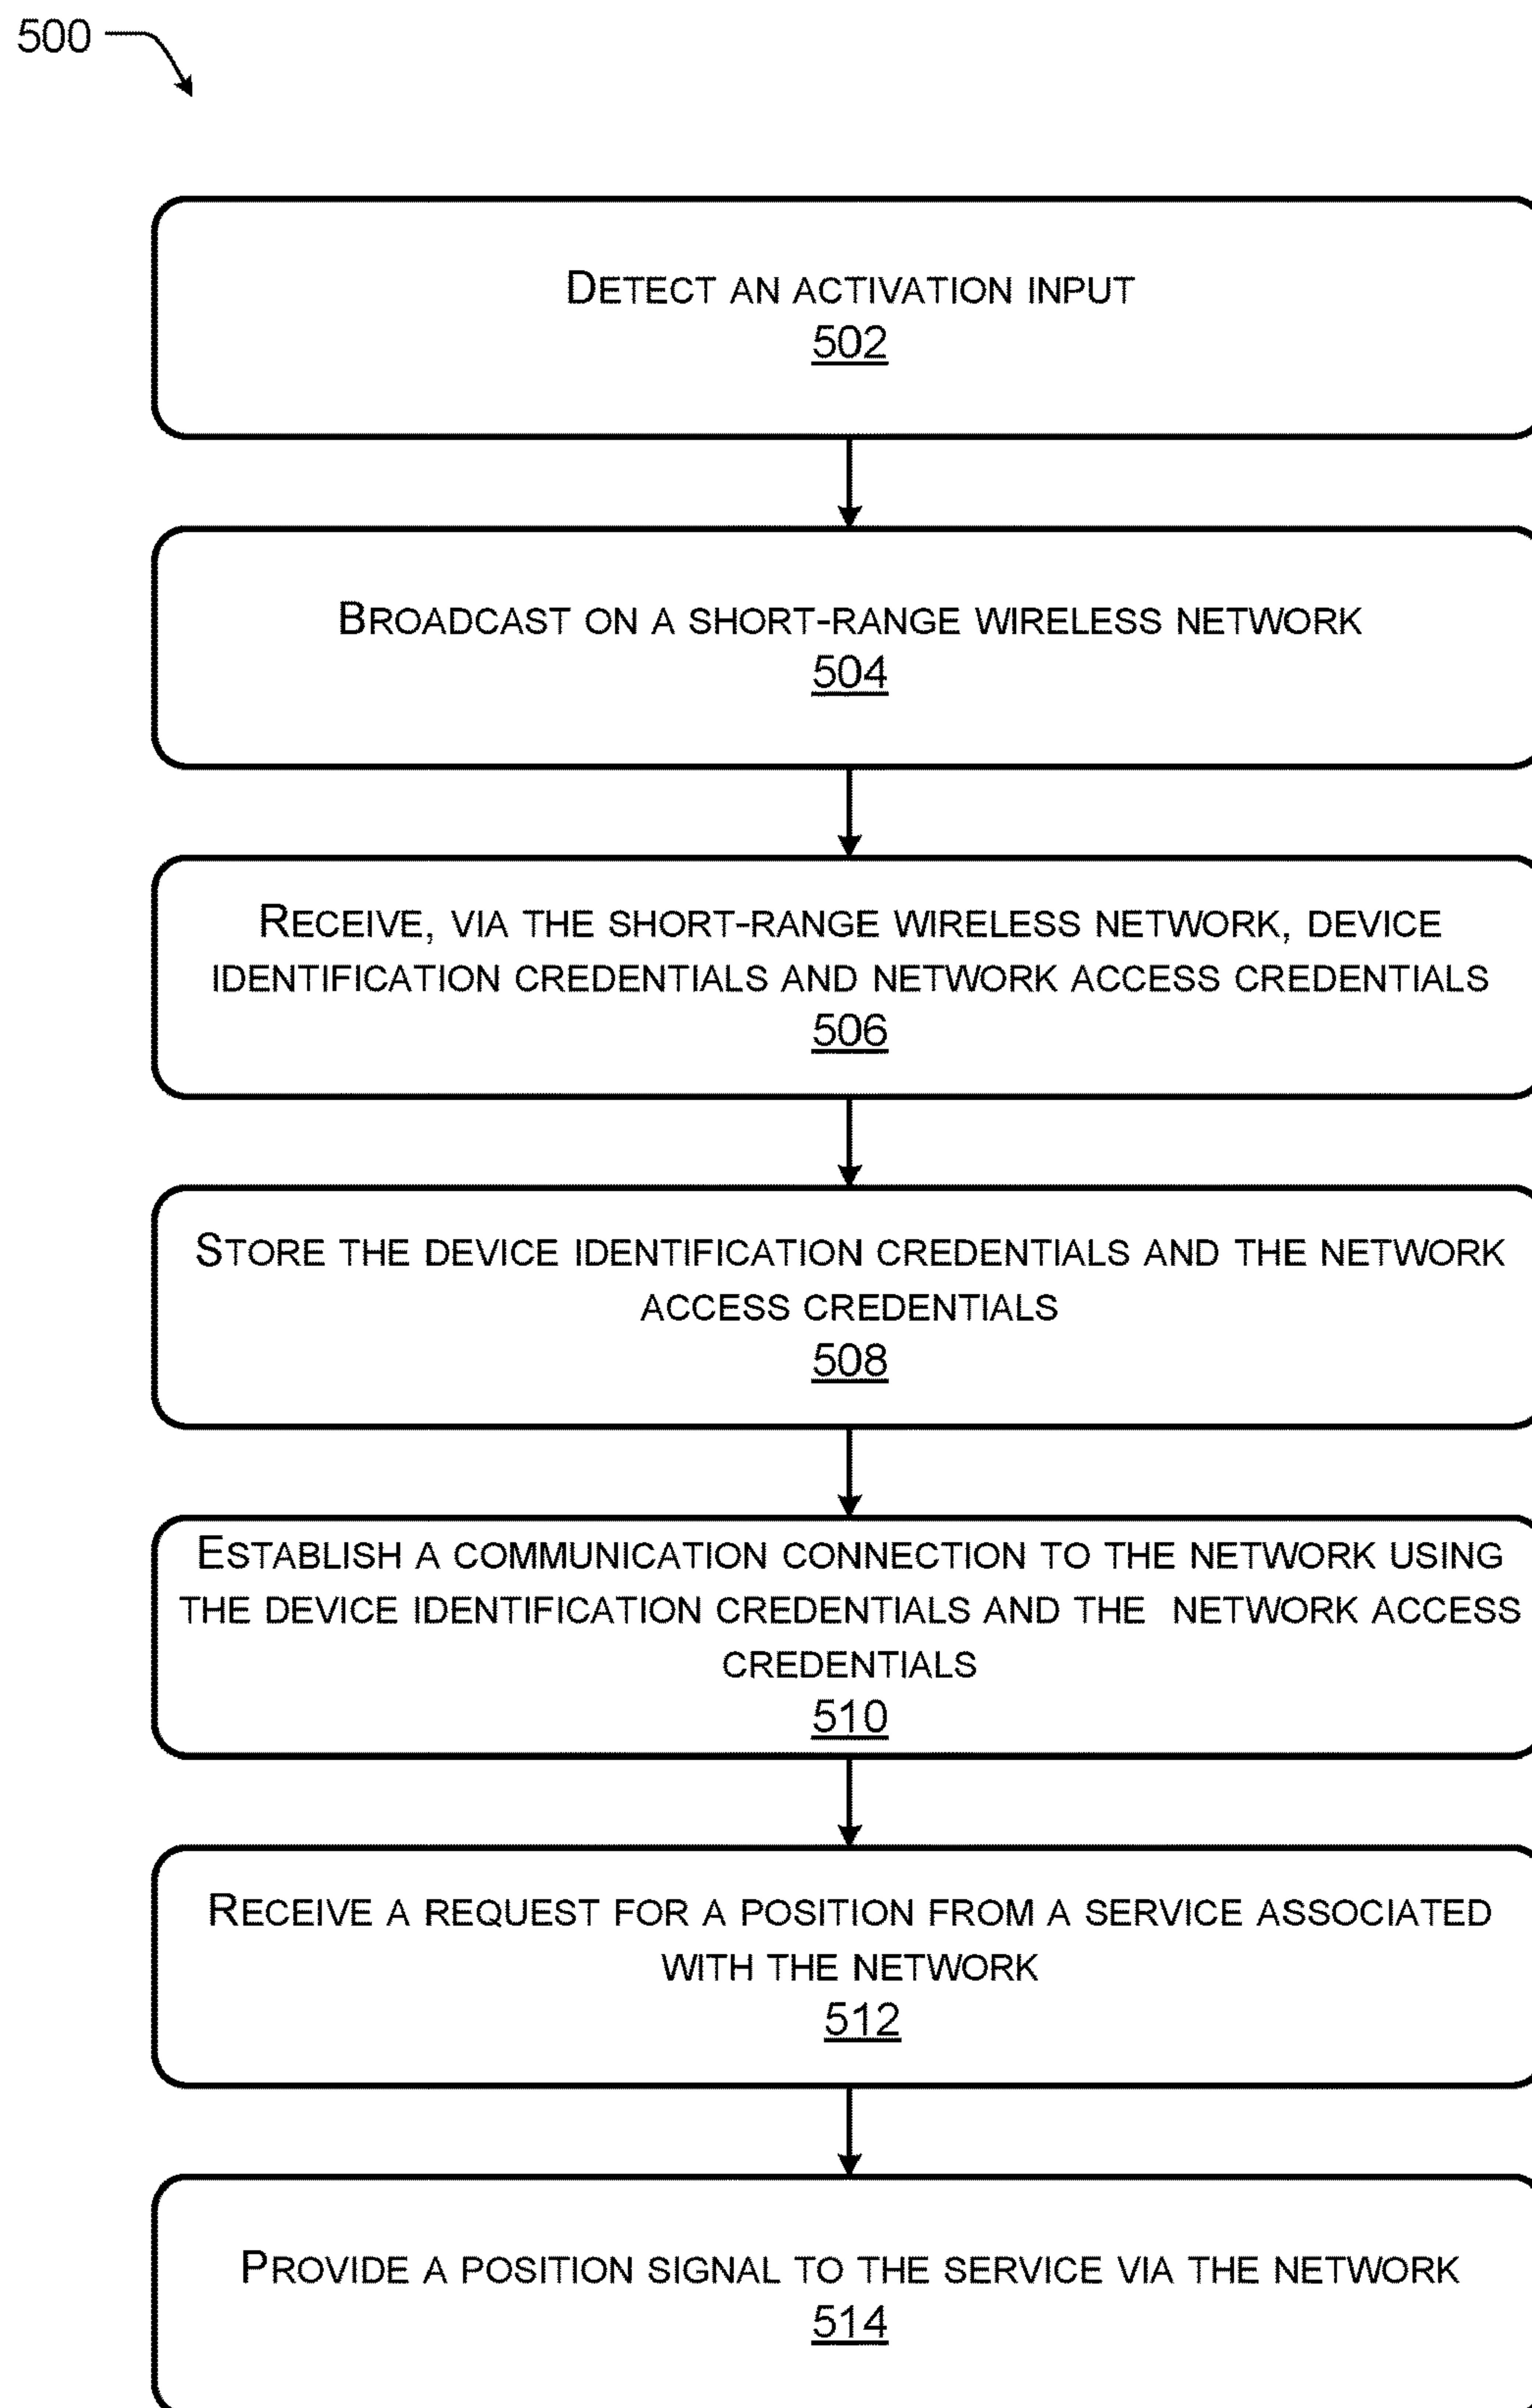 500
DETECT AN ACTIVATION INPUT
502
BROADCAST ON A SHORT-RANGE WIRELESS NETWORK
504
RECEIVE, VIA THE SHORT-RANGE WIRELESS NETWORK, DEVICE
IDENTIFICATION CREDENTIALS AND NETWORK ACCESS CREDENTIALS
506
STORE THE DEVICE IDENTIFICATION CREDENTIALS AND THE NETWORK
ACCESS CREDENTIALS
508
ESTABLISH A COMMUNICATION CONNECTION TO THE NETWORK USING
THE DEVICE IDENTIFICATION CREDENTIALS AND THE NETWORK ACCESS
CREDENTIALS
510
RECEIVE A REQUEST FOR A POSITION FROM A SERVICE ASSOCIATED
WITH THE NETWORK
512
PROVIDE A POSITION SIGNAL TO THE SERVICE VIA THE NETWORK
514